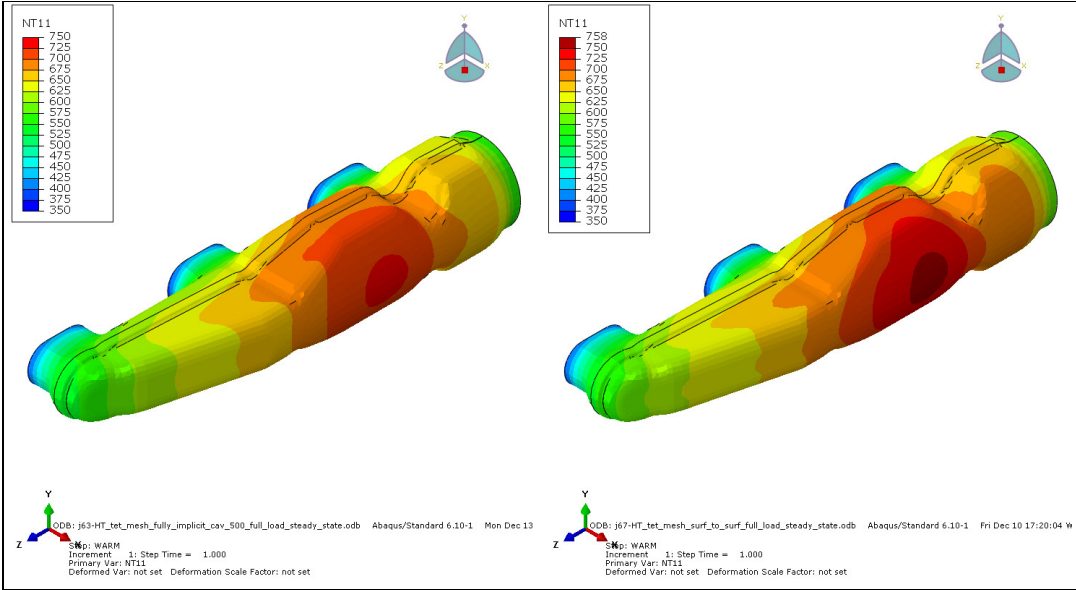 NT11
750
725
700
675
650
625
600
575
550
525
500
475
450
425
400
375
350
Y
Z
X
Y
Z
X
ODB: j63-HT_tet_mesh_fully_implicit_cav_500_full_load_steady_state.odb Abaqus/Standard 6.10-1 Mon Dec 13
Step: WARM
Increment 1: Step Time = 1.000
Primary Var: NT11
Deformed Var: not set Deformation Scale Factor: not set
NT11
758
750
725
700
675
650
625
600
575
550
525
500
475
450
425
400
375
350
Y
Z
X
Y
Z
X
ODB: j67-HT_tet_mesh_surf_to_surf_full_load_steady_state.odb Abaqus/Standard 6.10-1 Fri Dec 10 17:20:04 W
Step: WARM
Increment 1: Step Time = 1.000
Primary Var: NT11
Deformed Var: not set Deformation Scale Factor: not set